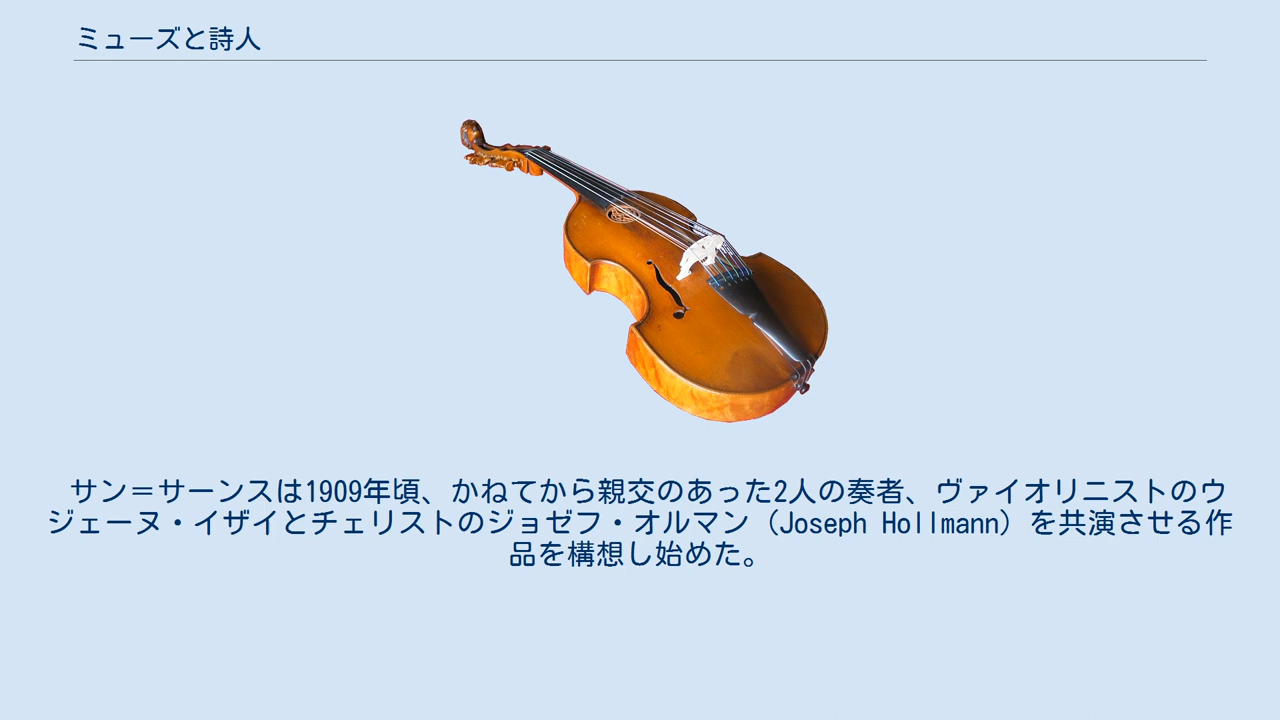 ミューズと詩人
サン＝サーンスは1909年頃、かねてから親交のあった2人の奏者、ヴァイオリニストのウ
ジェーヌ・イザイとチェリストのジョゼフ・オルマン（Joseph Hollmann）を共演させる作
品を構想し始めた。